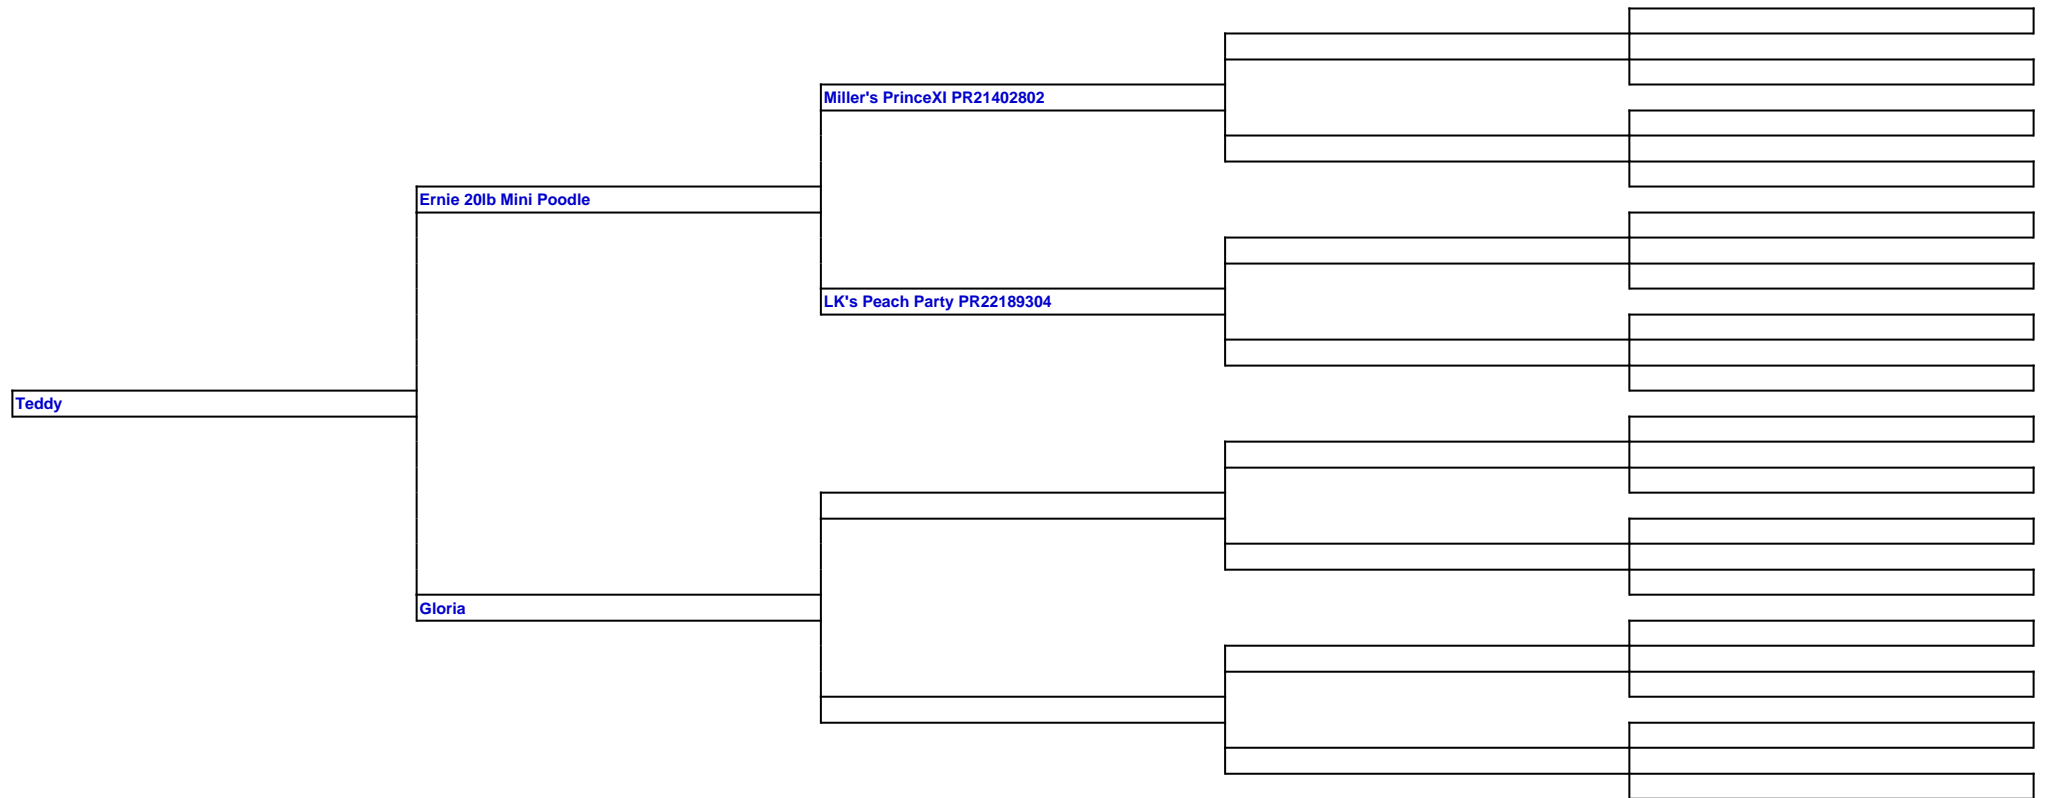 Miller's PrinceXI PR21402802
Ernie 20lb Mini Poodle
LK's Peach Party PR22189304
Teddy
Gloria